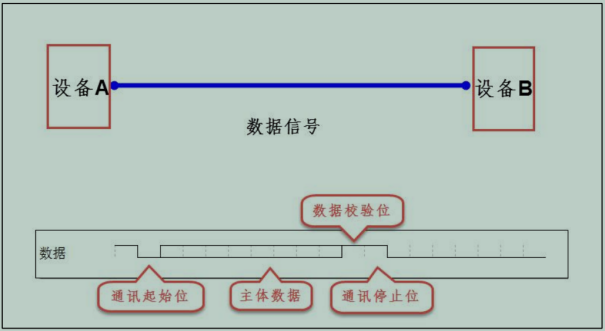 设备A
设备B
数据信号
数据校验位
数据
通讯起始位
主体数据
通讯停止位